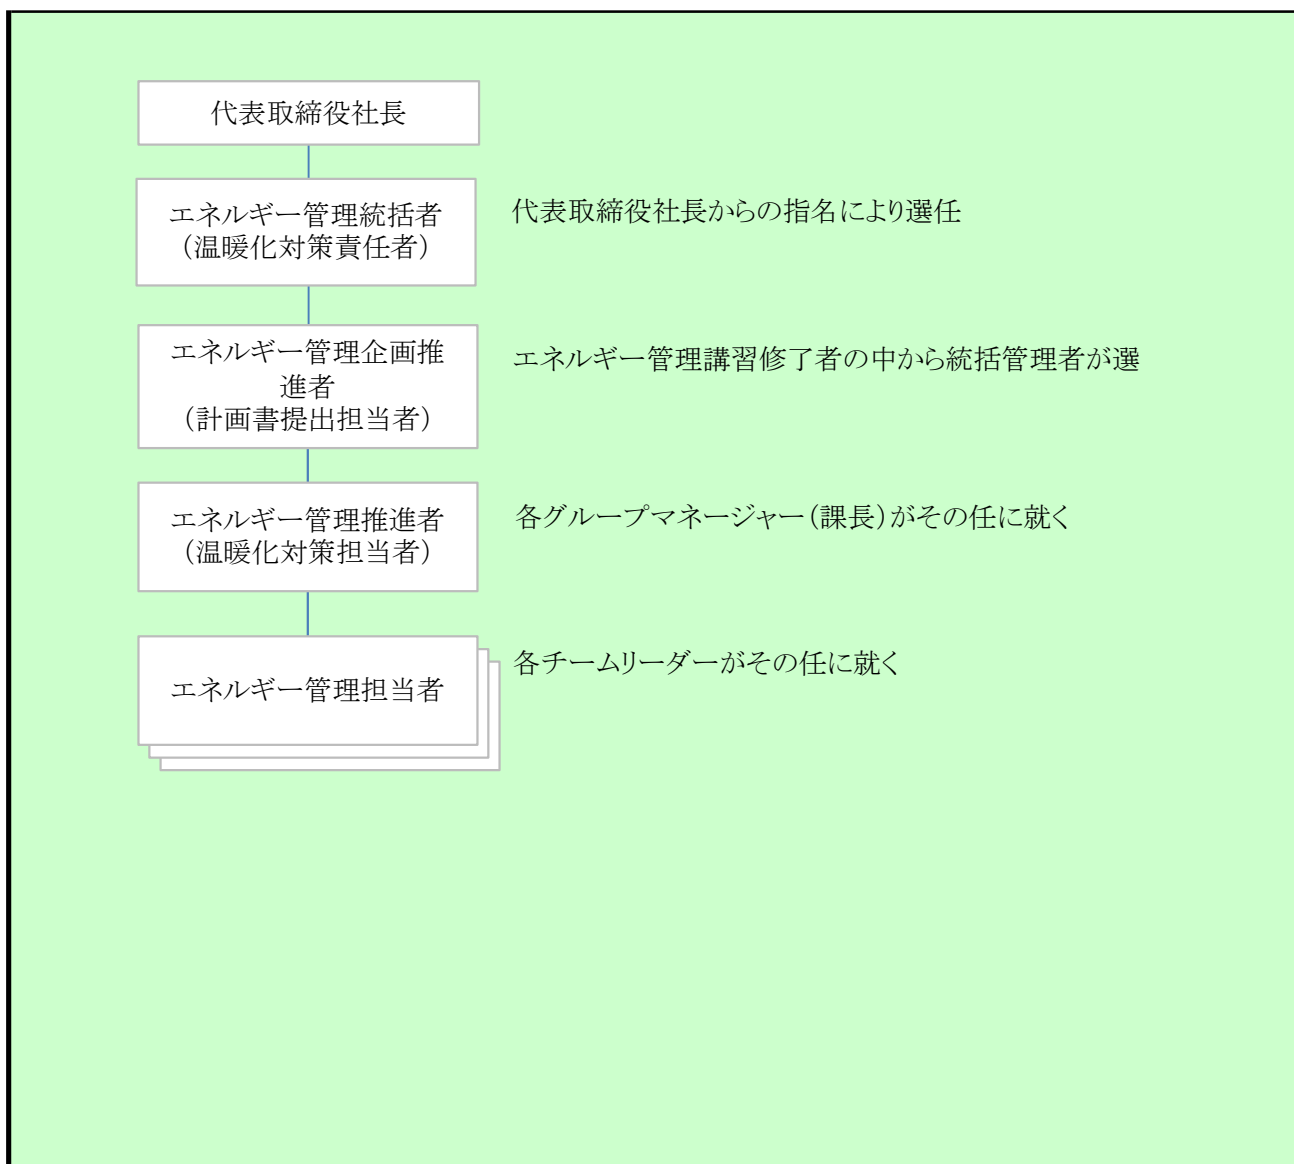 代表取締役社長
エネルギー管理統括者
（温暖化対策責任者）
代表取締役社長からの指名により選任
エネルギー管理企画推
進者
（計画書提出担当者）
エネルギー管理講習修了者の中から統括管理者が選
エネルギー管理推進者
（温暖化対策担当者）
各グループマネージャー（課長）がその任に就く
エネルギー管理担当者
各チームリーダーがその任に就く